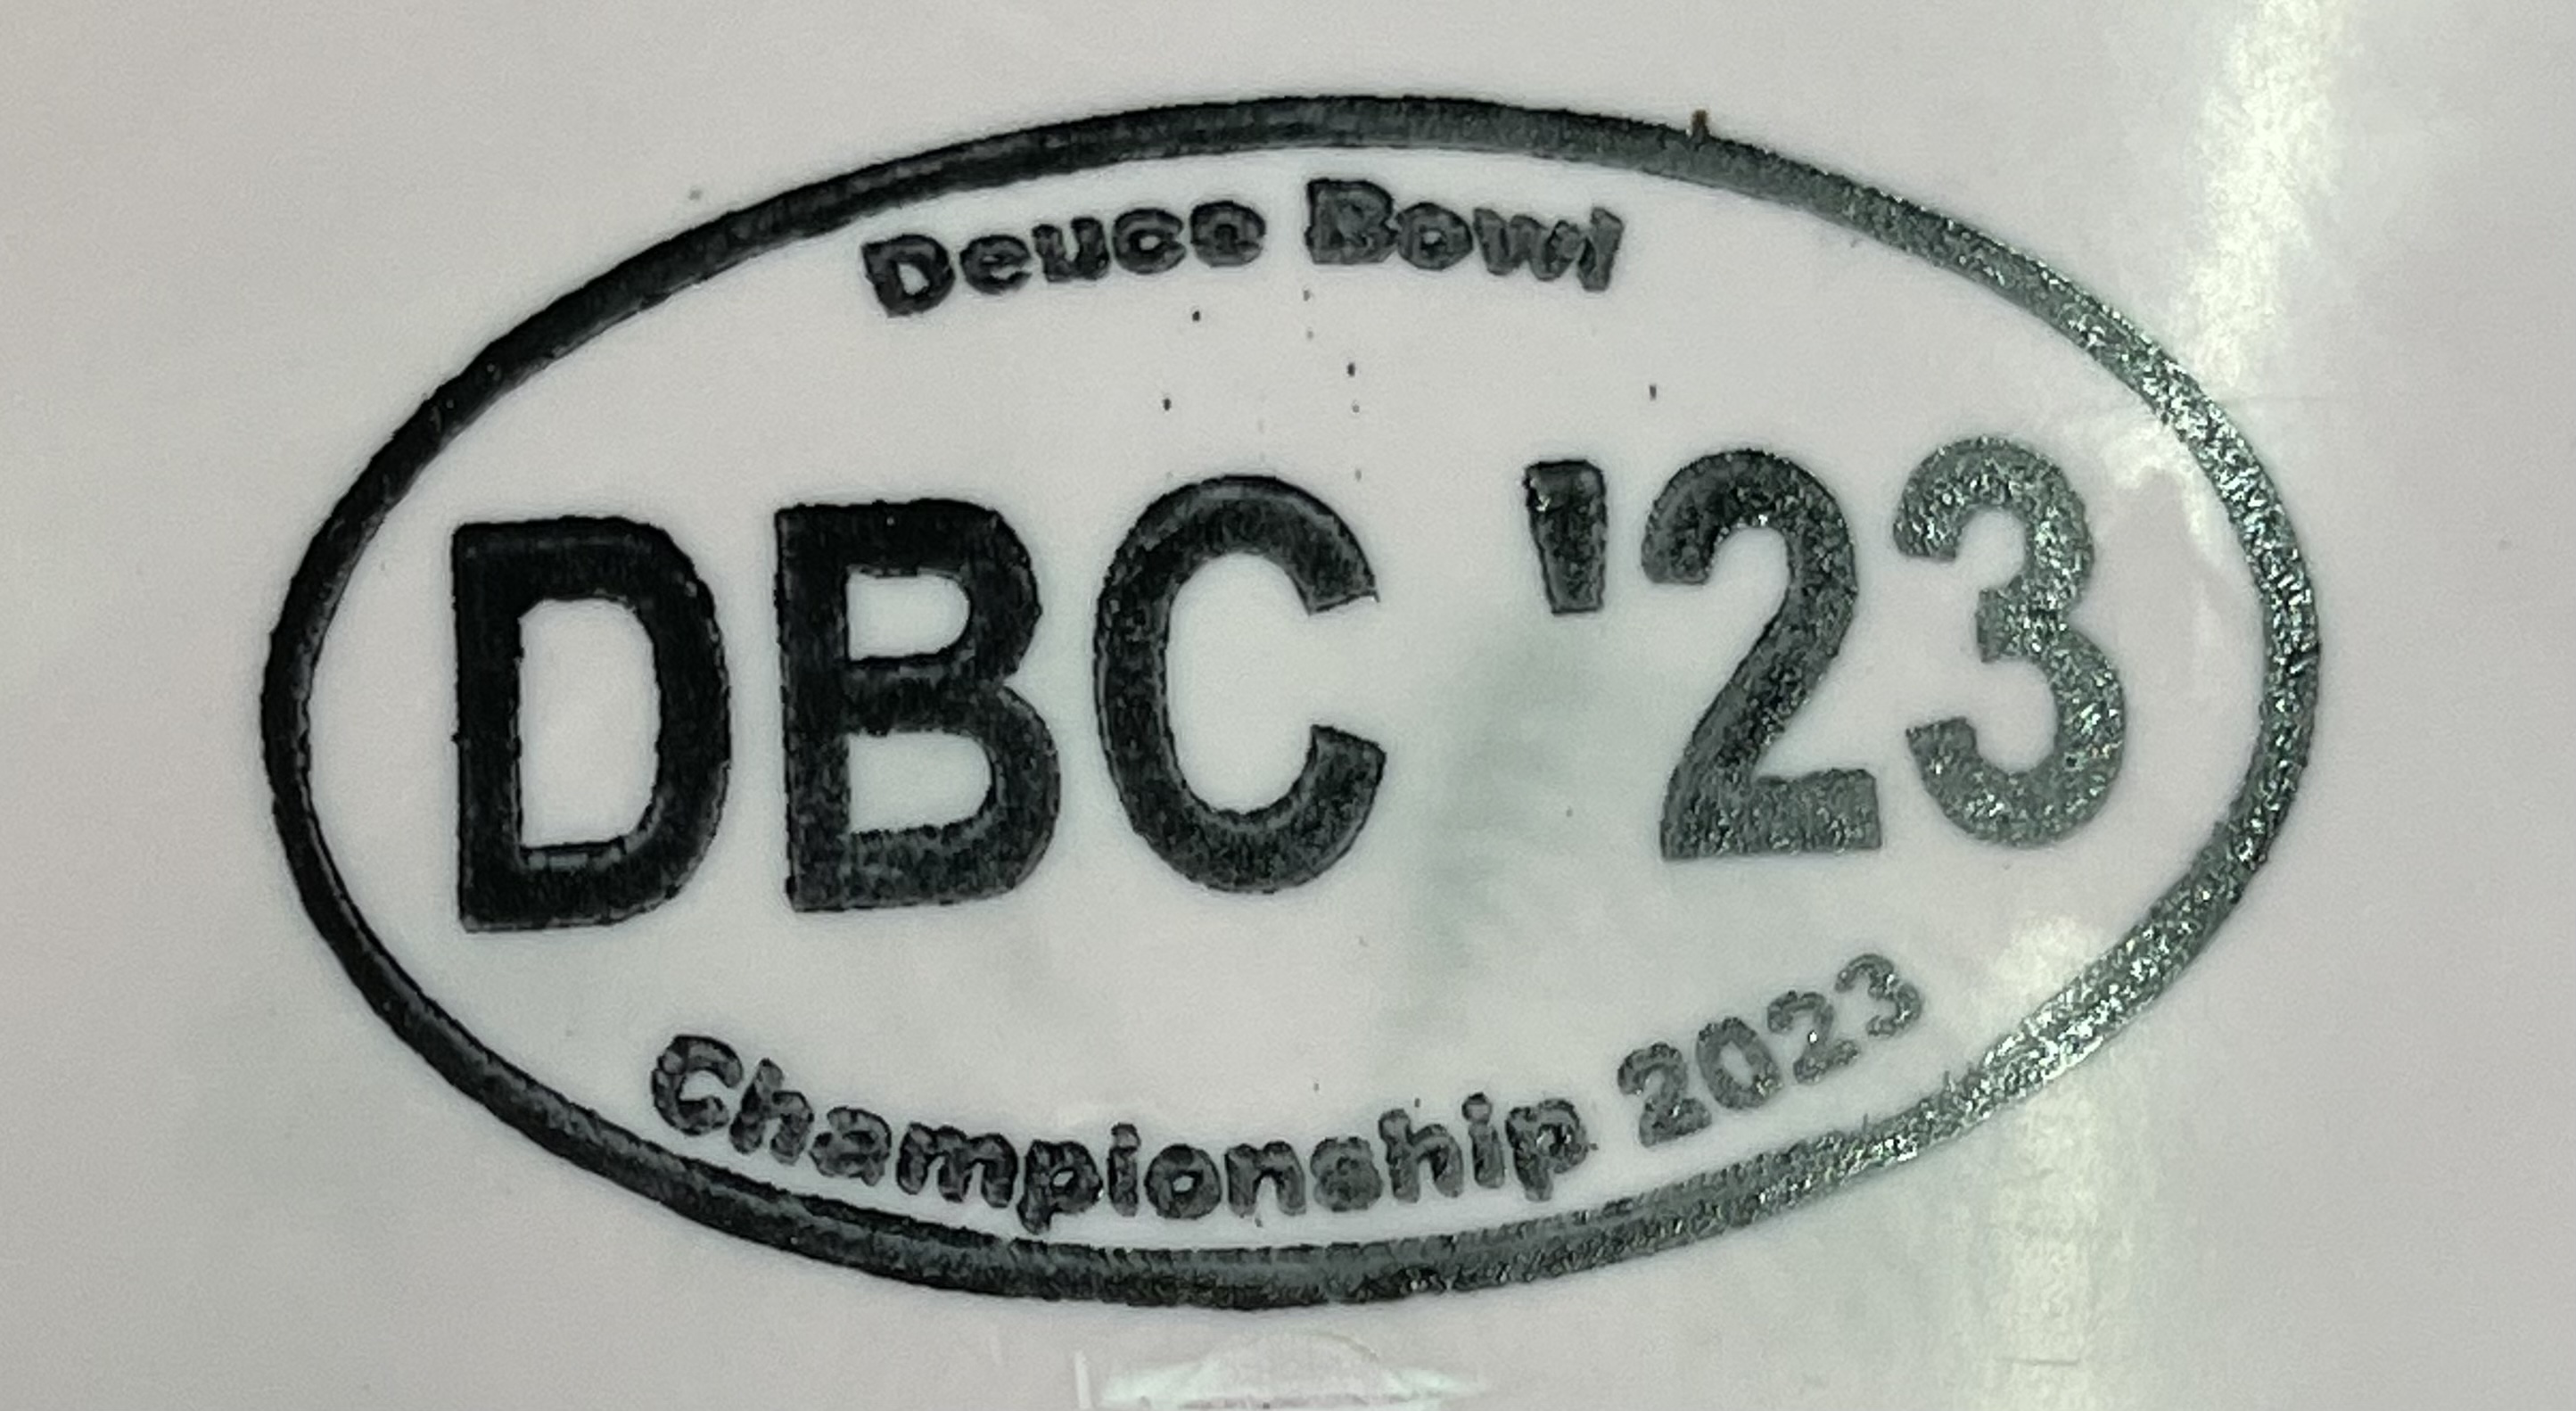 Deuce Bowl
DBC '23
Championship 2023